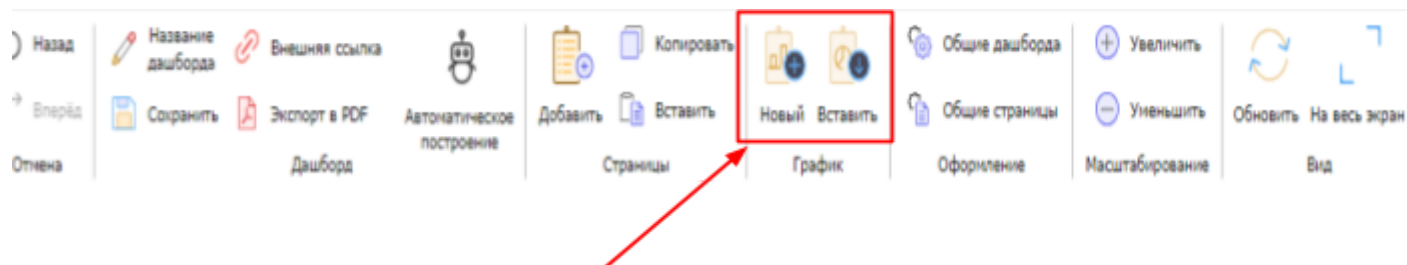 Назад
Вперёд
Отмена
Название
дашборда
Сохранить
Внешняя ссылка
Экспорт в PDF
Автоматическое
построение
Дашборд
Добавить
Копировать
Вставить
Страницы
Новый
Вставить
График
Общие дашборда
Общие страницы
Оформление
Увеличить
Уменьшить
Масштабирование
Обновить
На весь экран
Вид